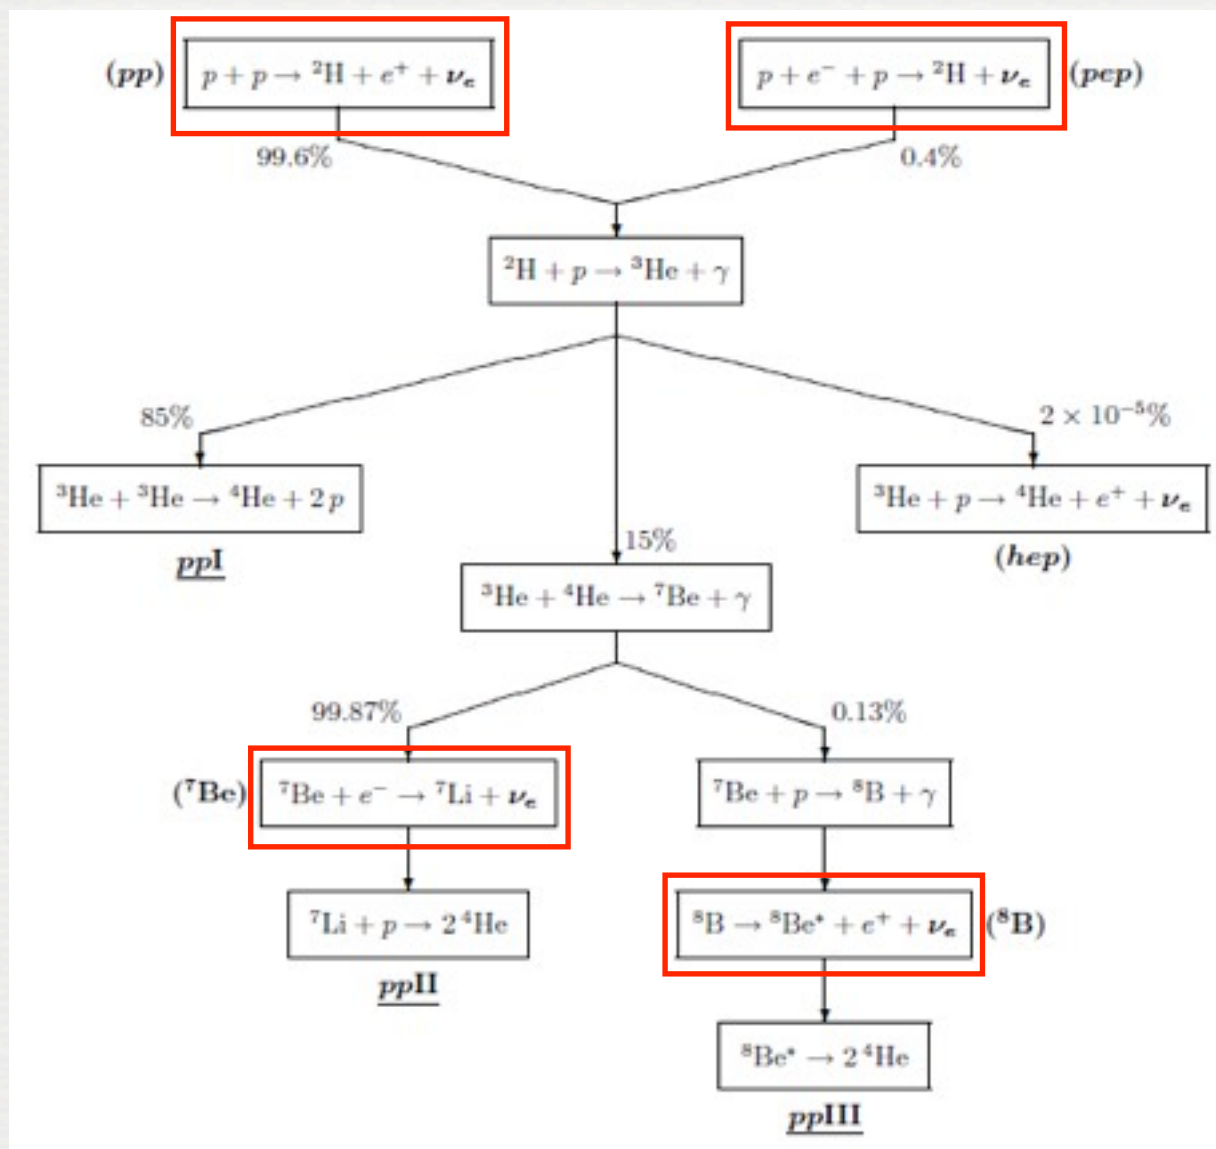 (pp) p + p → ²H + e⁺ + νₑ
p + e⁻ + p → ²H + νₑ (pep)
99.6%
0.4%
²H + p → ³He + γ
85%
2 × 10⁻⁵%
³He + ³He → ⁴He + 2 p
³He + p → ⁴He + e⁺ + νₑ
ppI
15%
(hep)
³He + ⁴He → ⁷Be + γ
99.87%
0.13%
(⁷Be) ⁷Be + e⁻ → ⁷Li + νₑ
⁷Be + p → ⁸B + γ
⁷Li + p → 2 ⁴He
⁸B → ⁸Be* + e⁺ + νₑ (⁸B)
ppII
⁸Be* → 2 ⁴He
ppIII